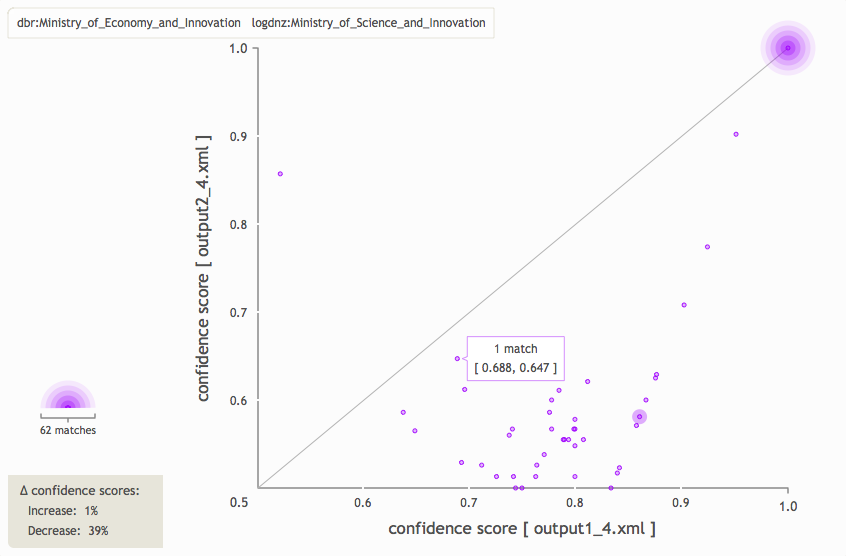 dbr:Ministry_of_Economy_and_Innovation logdnz:Ministry_of_Science_and_Innovation
1.0
0.9
0.8
0.7
0.6
0.5
confidence score [ output2_4.xml ]
1 match
[ 0.688, 0.647 ]
62 matches
Δ confidence scores:
Increase: 1%
Decrease: 39%
0.6 0.7 0.8 0.9 1.0
confidence score [ output1_4.xml ]